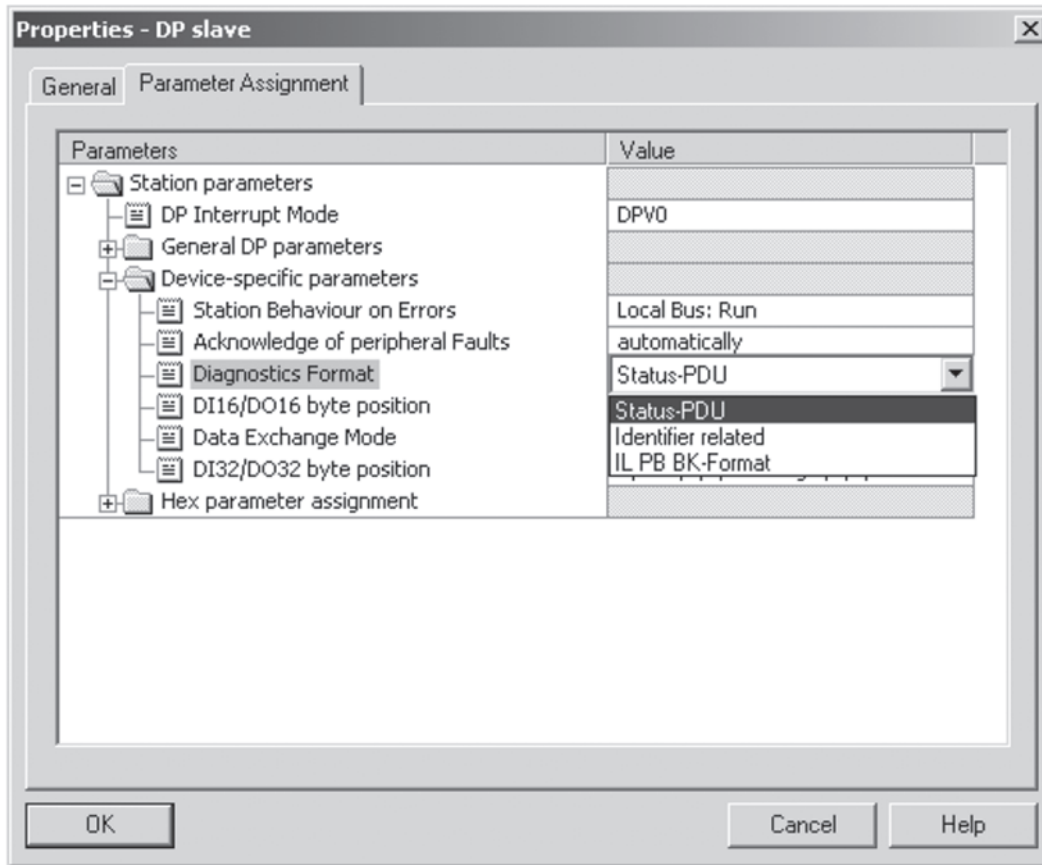 Properties - DP slave
General Parameter Assignment
Parameters Value
Station parameters
DP Interrupt Mode DPV0
General DP parameters
Device-specific parameters
Station Behaviour on Errors Local Bus: Run
Acknowledge of peripheral Faults automatically
Diagnostics Format Status-PDU
DI16/DO16 byte position Status-PDU
Data Exchange Mode Identifier related
DI32/DO32 byte position IL PB BK-Format
Hex parameter assignment
OK Cancel Help